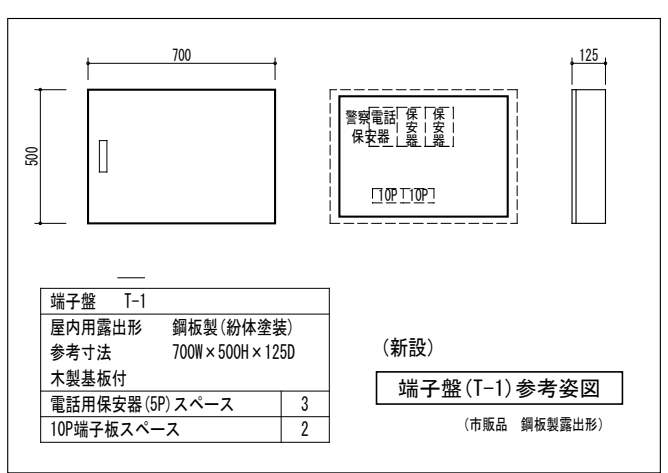 700
125
500
警察電話
保安器
保安器
保安器
10P 10P
端子盤 T-1
屋内用露出形 鋼板製(紛体塗装)
参考寸法 700W×500H×125D
木製基板付
電話用保安器(5P)スペース 3
10P端子板スペース 2
(新設)
端子盤(T-1)参考姿図
(市販品 鋼板製露出形)